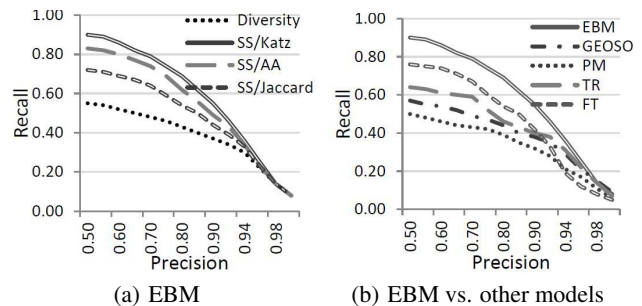 1.00
0.80
0.60
0.40
0.20
0.00
Recall
0.50
0.60
0.70
0.80
0.90
0.94
0.98
Precision
Diversity
SS/Katz
SS/AA
SS/Jaccard
(a) EBM
1.00
0.80
0.60
0.40
0.20
0.00
Recall
0.50
0.60
0.70
0.80
0.90
0.94
0.98
Precision
EBM
GEOSO
PM
TR
FT
(b) EBM vs. other models